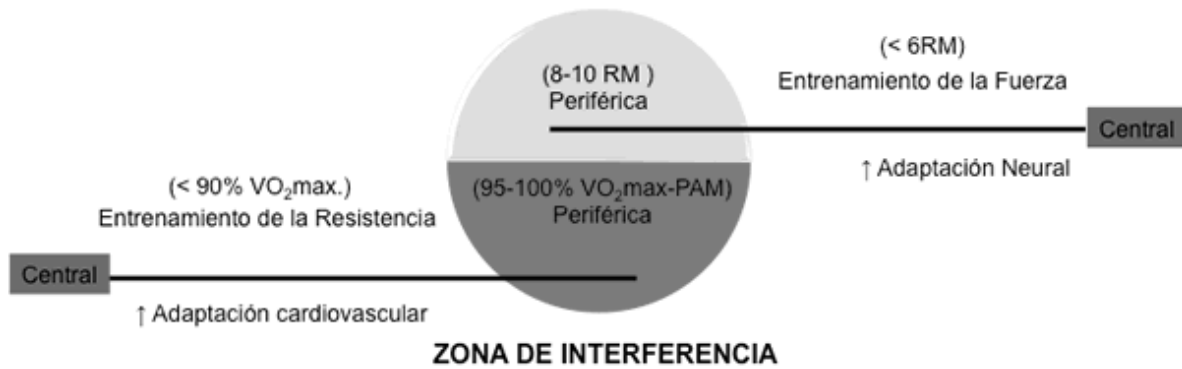 (< 6RM)
Entrenamiento de la Fuerza
Central
↑ Adaptación Neural
(8-10 RM )
Periférica
(95-100% VO₂max-PAM)
Periférica
(< 90% VO₂max.)
Entrenamiento de la Resistencia
Central
↑ Adaptación cardiovascular
ZONA DE INTERFERENCIA